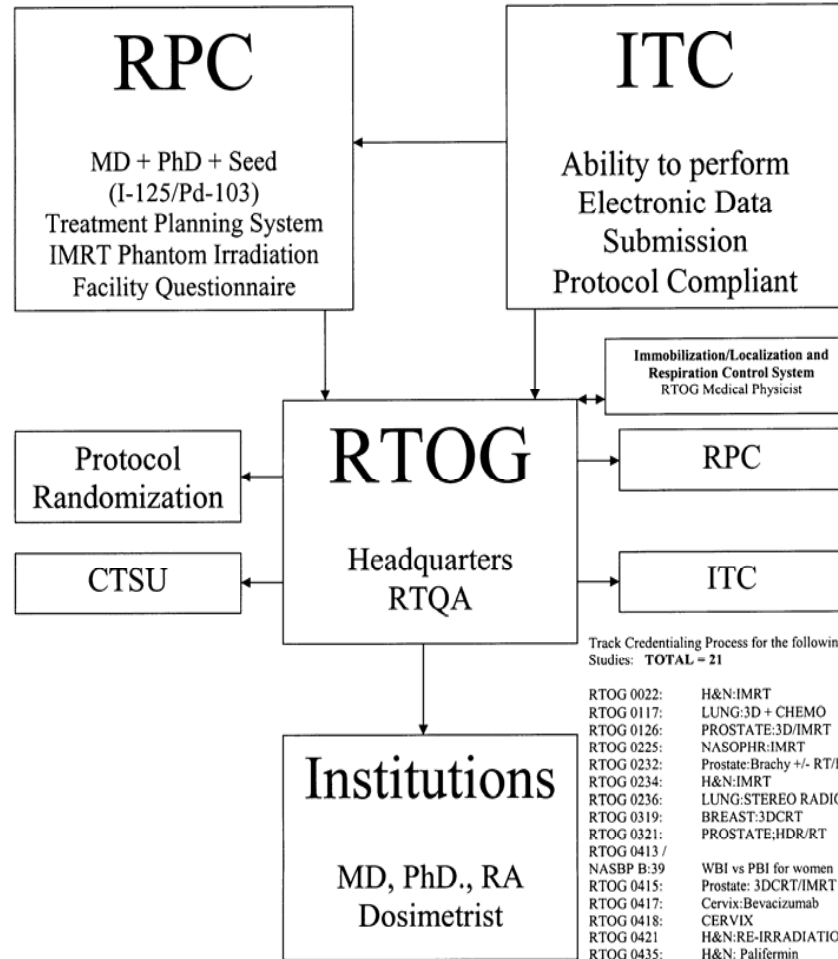 RPC
MD + PhD + Seed
(I-125/Pd-103)
Treatment Planning System
IMRT Phantom Irradiation
Facility Questionnaire
ITC
Ability to perform
Electronic Data
Submission
Protocol Compliant
Immobilization/Localization and
Respiration Control System
RTOG Medical Physicist
RTOG
Headquarters
RTQA
Protocol
Randomization
RPC
CTSU
ITC
Institutions
MD, PhD., RA
Dosimetrist
Track Credentialing Process for the
Studies: TOTAL = 21
RTOG 0022: H&N:IMRT
RTOG 0117: LUNG:3D + CHEMO
RTOG 0126: PROSTATE:3D/IMRT
RTOG 0225: NASOPHR:IMRT
RTOG 0232: Prostate:Brachy +/-
RTOG 0234: H&N:IMRT
RTOG 0236: LUNG:STEREO
RTOG 0319: BREAST:3DCRT
RTOG 0321: PROSTATE;HDR/RT
RTOG 0413 /
NASBP B:39 WBI vs PBI for women
RTOG 0415: Prostate: 3DCRT/IMRT
RTOG 0417: Cervix:Bevacizumab
RTOG 0418: CERVIX
RTOG 0421
RTOG 0435: H&N: Palifermin